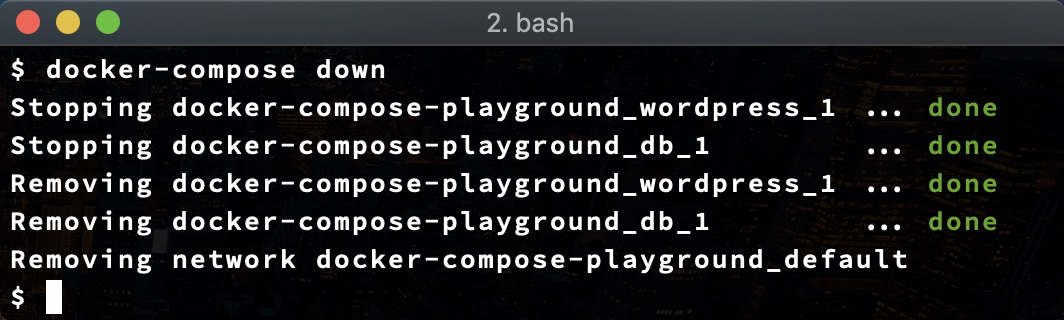 2. bash
$ docker-compose down
Stopping docker-compose-playground_wordpress_1 ... done
Stopping docker-compose-playground_db_1 ... done
Removing docker-compose-playground_wordpress_1 ... done
Removing docker-compose-playground_db_1 ... done
Removing network docker-compose-playground_default
$